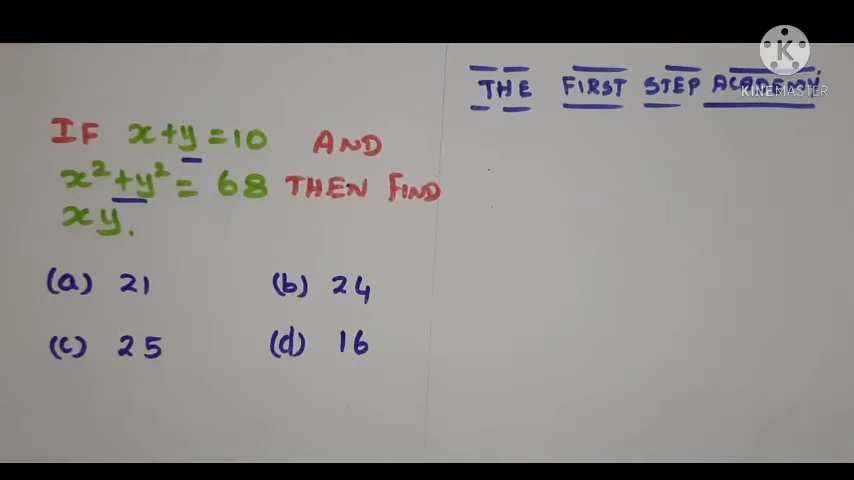 K
KINEMASTER
THE FIRST STEP ACADEMY
IF x+y=10 AND
x²+y²=68 THEN FIND
xy.
(a) 21 (b) 24
(c) 25 (d) 16